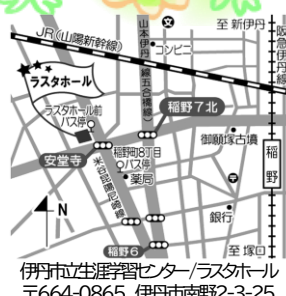 至 新伊丹
JR（山陽新幹線）
コンビニ
山本伊丹線（五合橋線）
阪急伊丹線
ラスタホール
ラスタホール前
バス停
稲野7北
御願塚古墳
安堂寺
稲野町8丁目
バス停
薬局
米谷昆陽尼崎線
稲野
銀行
N
稲野6
至 塚口
伊丹市立生涯学習センター/ラスタホール
〒664-0865 伊丹市南野2-3-25